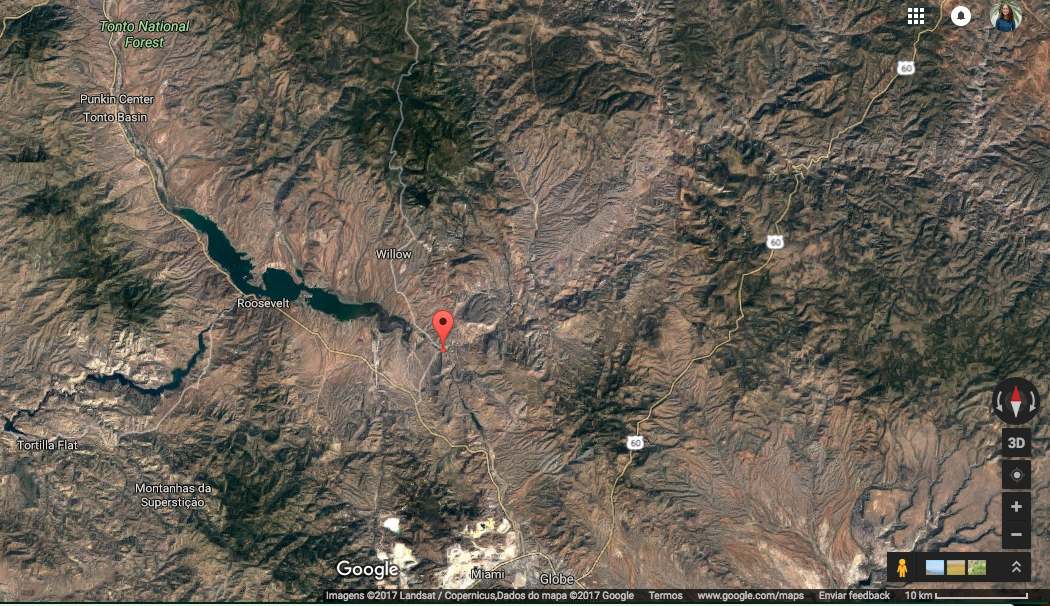 Tonto National
Forest
60
Punkin Center
Tonto Basin
60
Willow
Roosevelt
3D
60
Tortilla Flat
Montanhas da
Superstição
Google
Miami
Globe
Imagens ©2017 Landsat / Copernicus,Dados do mapa ©2017 Google Termos www.google.com/maps Enviar feedback 10 km